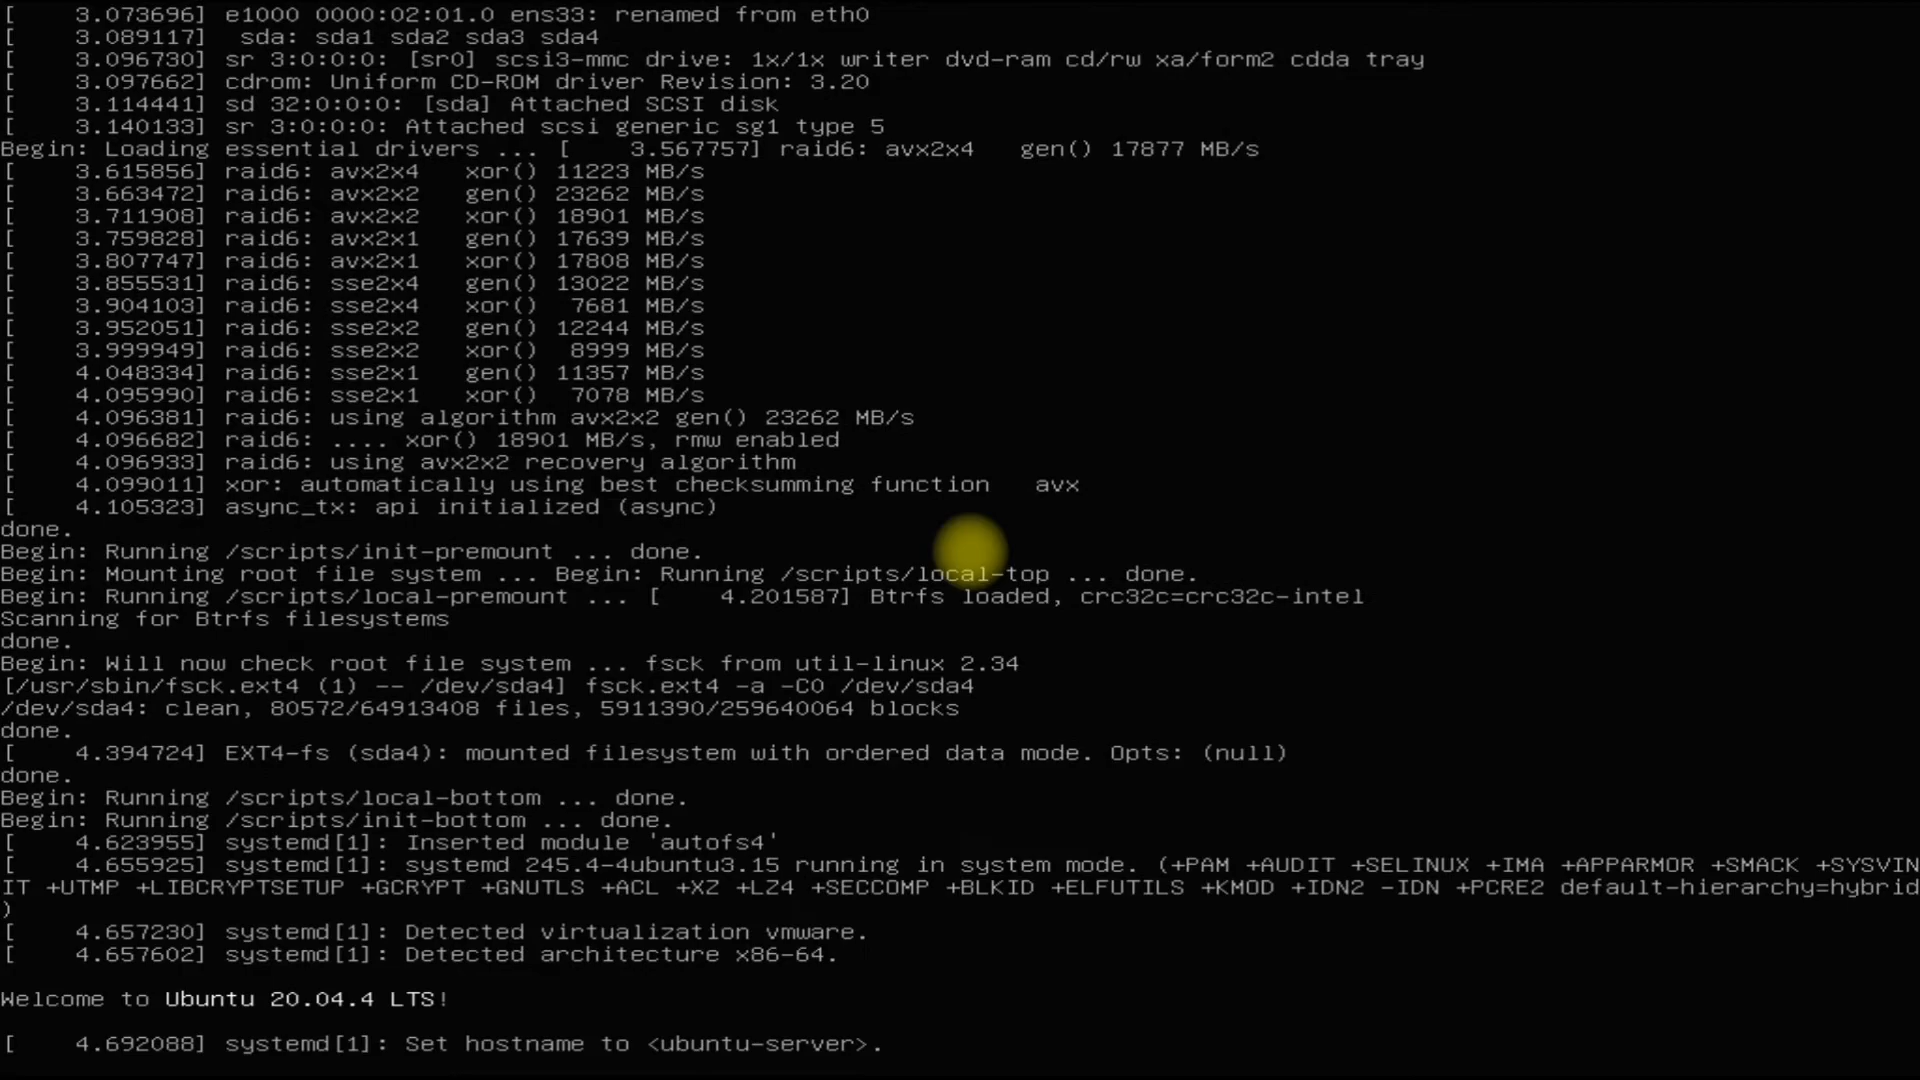 [    3.073696] e1000 0000:02:01.0 ens33: renamed from eth0
[    3.089117]  sda: sda1 sda2 sda3 sda4
[    3.096730] sr 3:0:0:0: [sr0] scsi3-mmc drive: 1x/1x writer dvd-ram cd/rw xa/form2 cdda tray
[    3.097662] cdrom: Uniform CD-ROM driver Revision: 3.20
[    3.114441] sd 32:0:0:0: [sda] Attached SCSI disk
[    3.140133] sr 3:0:0:0: Attached scsi generic sg1 type 5
Begin: Loading essential drivers ... [    3.567757] raid6: avx2x4   gen() 17877 MB/s
[    3.615856] raid6: avx2x4   xor() 11223 MB/s
[    3.663472] raid6: avx2x2   gen() 23262 MB/s
[    3.711908] raid6: avx2x2   xor() 18901 MB/s
[    3.759828] raid6: avx2x1   gen() 17639 MB/s
[    3.807747] raid6: avx2x1   xor() 17808 MB/s
[    3.855531] raid6: sse2x4   gen() 13022 MB/s
[    3.904103] raid6: sse2x4   xor()  7681 MB/s
[    3.952051] raid6: sse2x2   gen() 12244 MB/s
[    3.999949] raid6: sse2x2   xor()  8999 MB/s
[    4.048334] raid6: sse2x1   gen() 11357 MB/s
[    4.095990] raid6: sse2x1   xor()  7078 MB/s
[    4.096381] raid6: using algorithm avx2x2 gen() 23262 MB/s
[    4.096682] raid6: .... xor() 18901 MB/s, rmw enabled
[    4.096933] raid6: using avx2x2 recovery algorithm
[    4.099011] xor: automatically using best checksumming function   avx
[    4.105323] async_tx: api initialized (async)
done.
Begin: Running /scripts/init-premount ... done.
Begin: Mounting root file system ... Begin: Running /scripts/local-top ... done.
Begin: Running /scripts/local-premount ... [    4.201587] Btrfs loaded, crc32c=crc32c-intel
Scanning for Btrfs filesystems
done.
Begin: Will now check root file system ... fsck from util-linux 2.34
[/usr/sbin/fsck.ext4 (1) -- /dev/sda4] fsck.ext4 -a -C0 /dev/sda4
/dev/sda4: clean, 80572/64913408 files, 5911390/259640064 blocks
done.
[    4.394724] EXT4-fs (sda4): mounted filesystem with ordered data mode. Opts: (null)
done.
Begin: Running /scripts/local-bottom ... done.
Begin: Running /scripts/init-bottom ... done.
[    4.623955] systemd[1]: Inserted module 'autofs4'
[    4.655925] systemd[1]: systemd 245.4-4ubuntu3.15 running in system mode. (+PAM +AUDIT +SELINUX +IMA +APPARMOR +SMACK +SYSVIN
IT +UTMP +LIBCRYPTSETUP +GCRYPT +GNUTLS +ACL +XZ +LZ4 +SECCOMP +BLKID +ELFUTILS +KMOD +IDN2 -IDN +PCRE2 default-hierarchy=hybrid
)
[    4.657230] systemd[1]: Detected virtualization vmware.
[    4.657602] systemd[1]: Detected architecture x86-64.
Welcome to Ubuntu 20.04.4 LTS!
[    4.692088] systemd[1]: Set hostname to <ubuntu-server>.